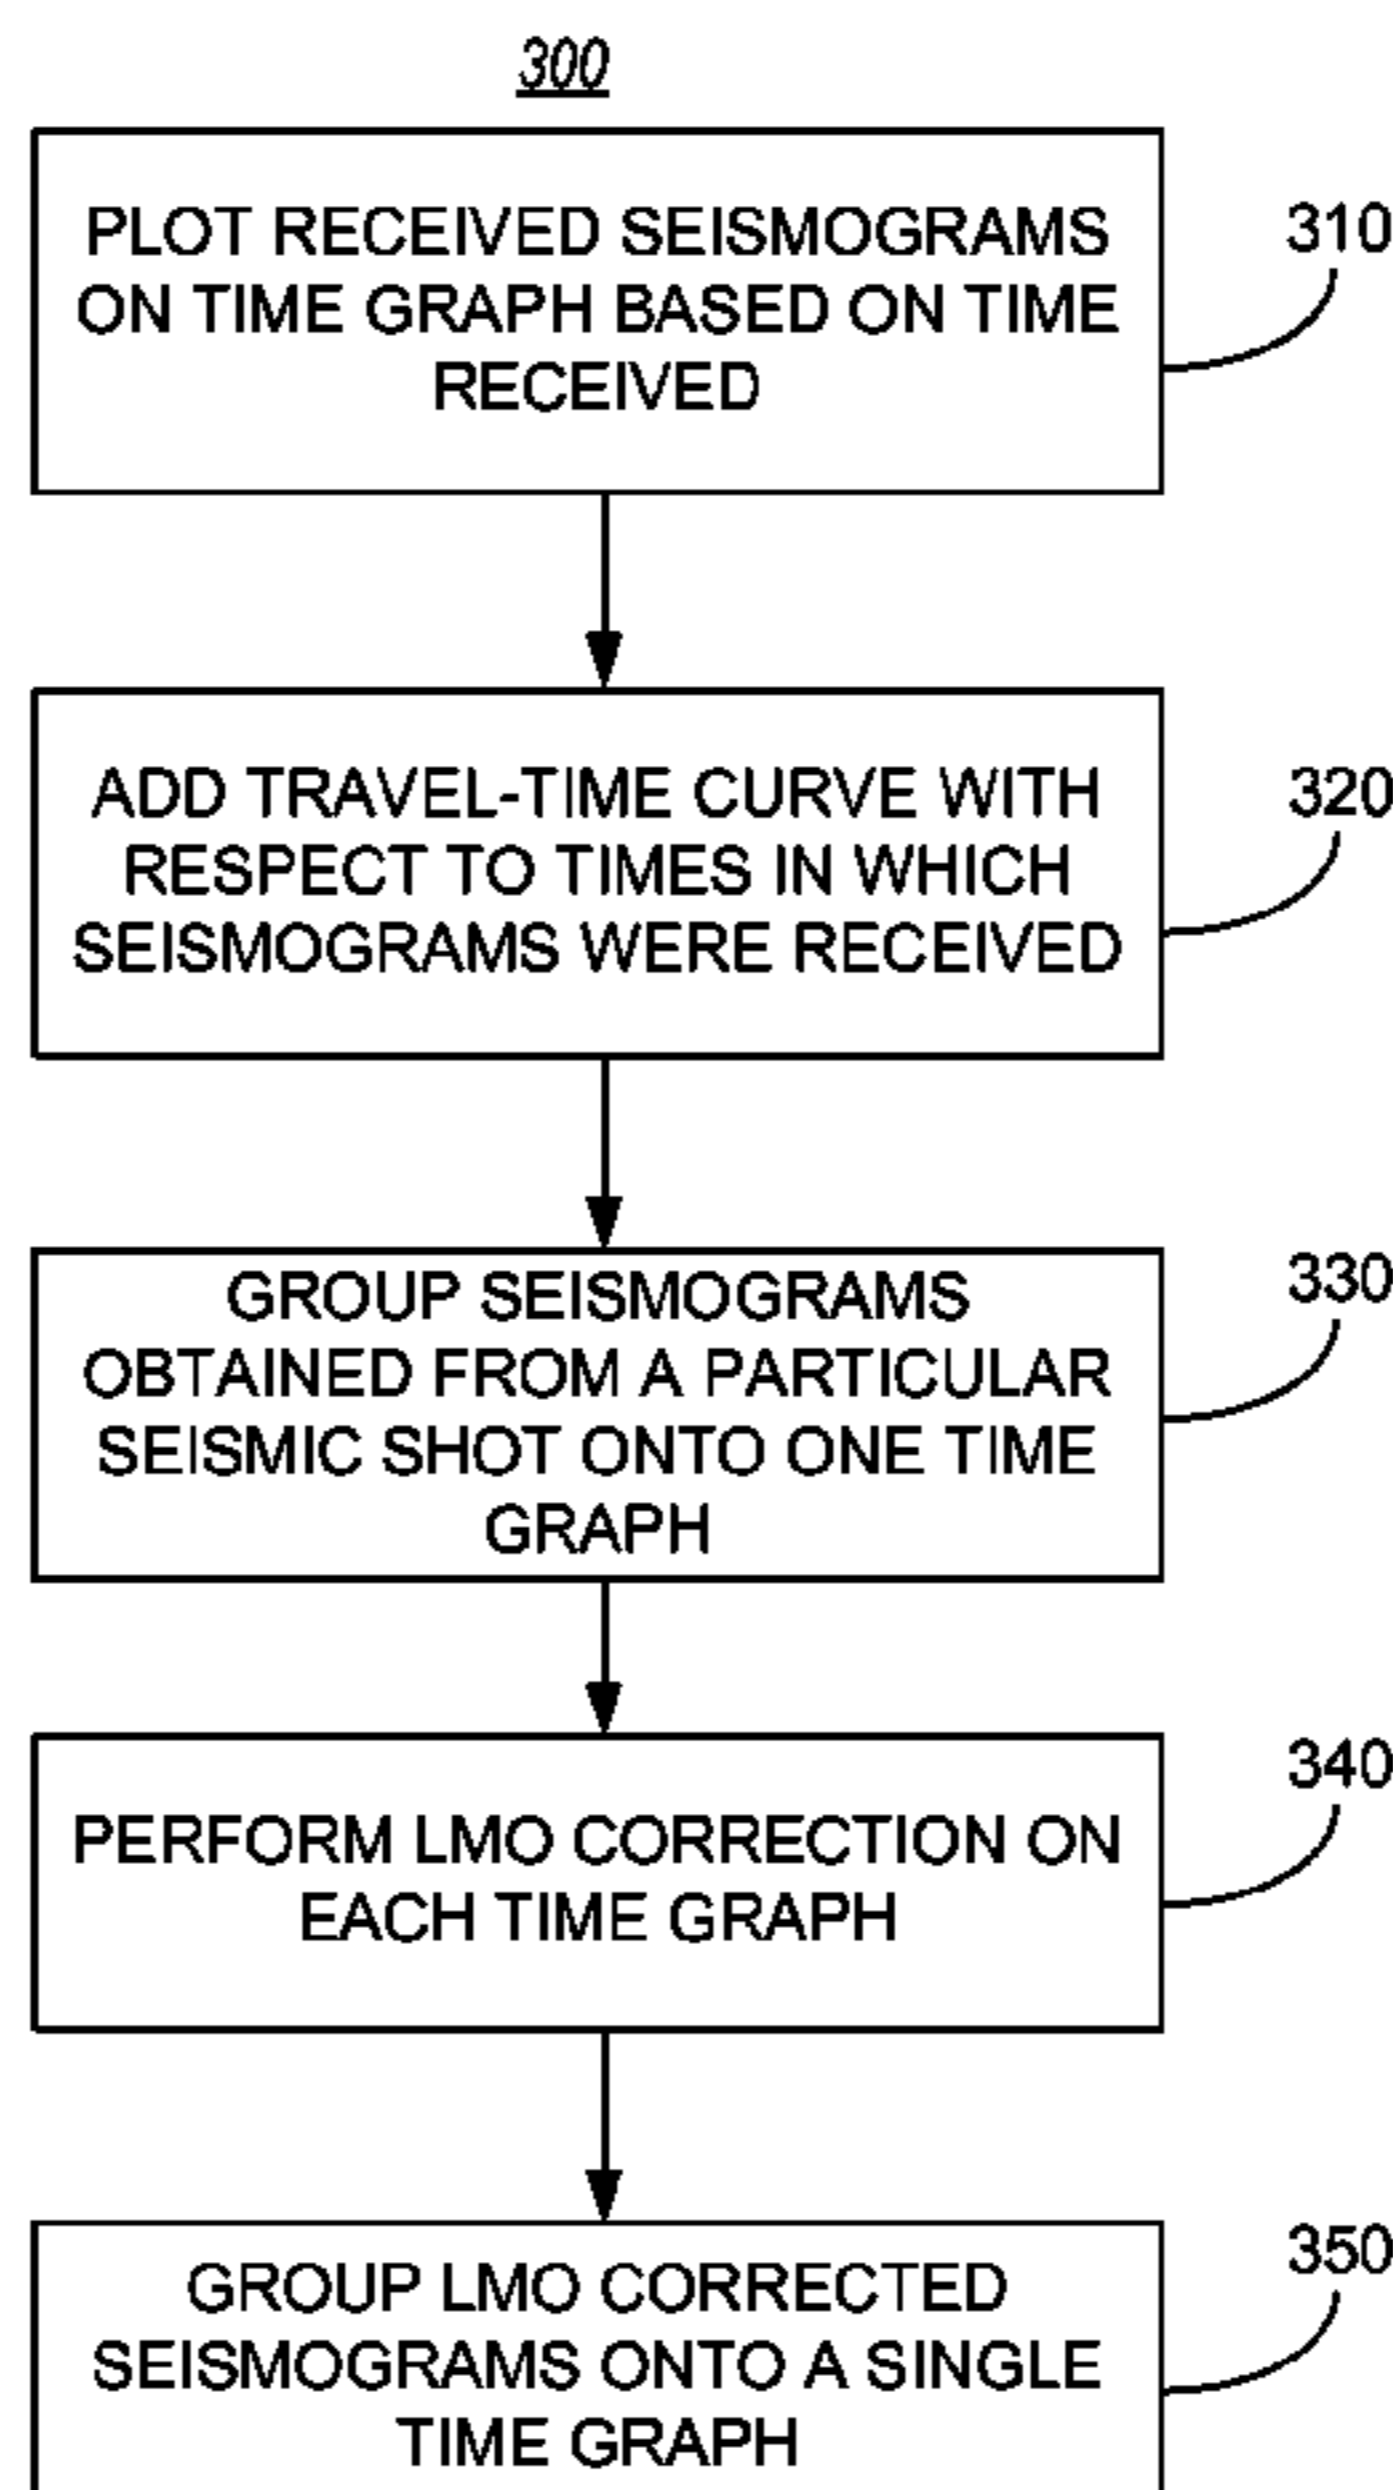 300
PLOT RECEIVED SEISMOGRAMS
ON TIME GRAPH BASED ON TIME
RECEIVED
310
ADD TRAVEL-TIME CURVE WITH
RESPECT TO TIMES IN WHICH
SEISMOGRAMS WERE RECEIVED
320
GROUP SEISMOGRAMS
OBTAINED FROM A PARTICULAR
SEISMIC SHOT ONTO ONE TIME
GRAPH
330
PERFORM LMO CORRECTION ON
EACH TIME GRAPH
340
GROUP LMO CORRECTED
SEISMOGRAMS ONTO A SINGLE
TIME GRAPH
350